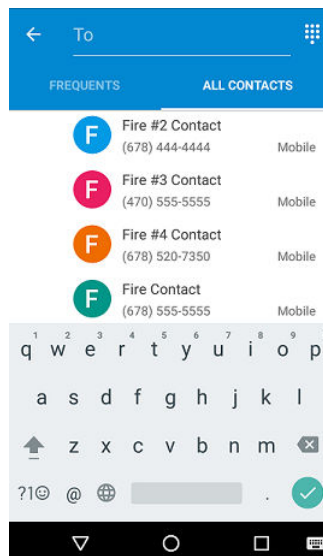 To
FREQUENTS ALL CONTACTS
F Fire #2 Contact
(678) 444-4444 Mobile
F Fire #3 Contact
(470) 555-5555 Mobile
F Fire #4 Contact
(678) 520-7350 Mobile
F Fire Contact
(678) 555-5555 Mobile
1 2 3 4 5 6 7 8 9
q w e r t y u i o p
a s d f g h j k l
z x c v b n m
?1☺ @ .